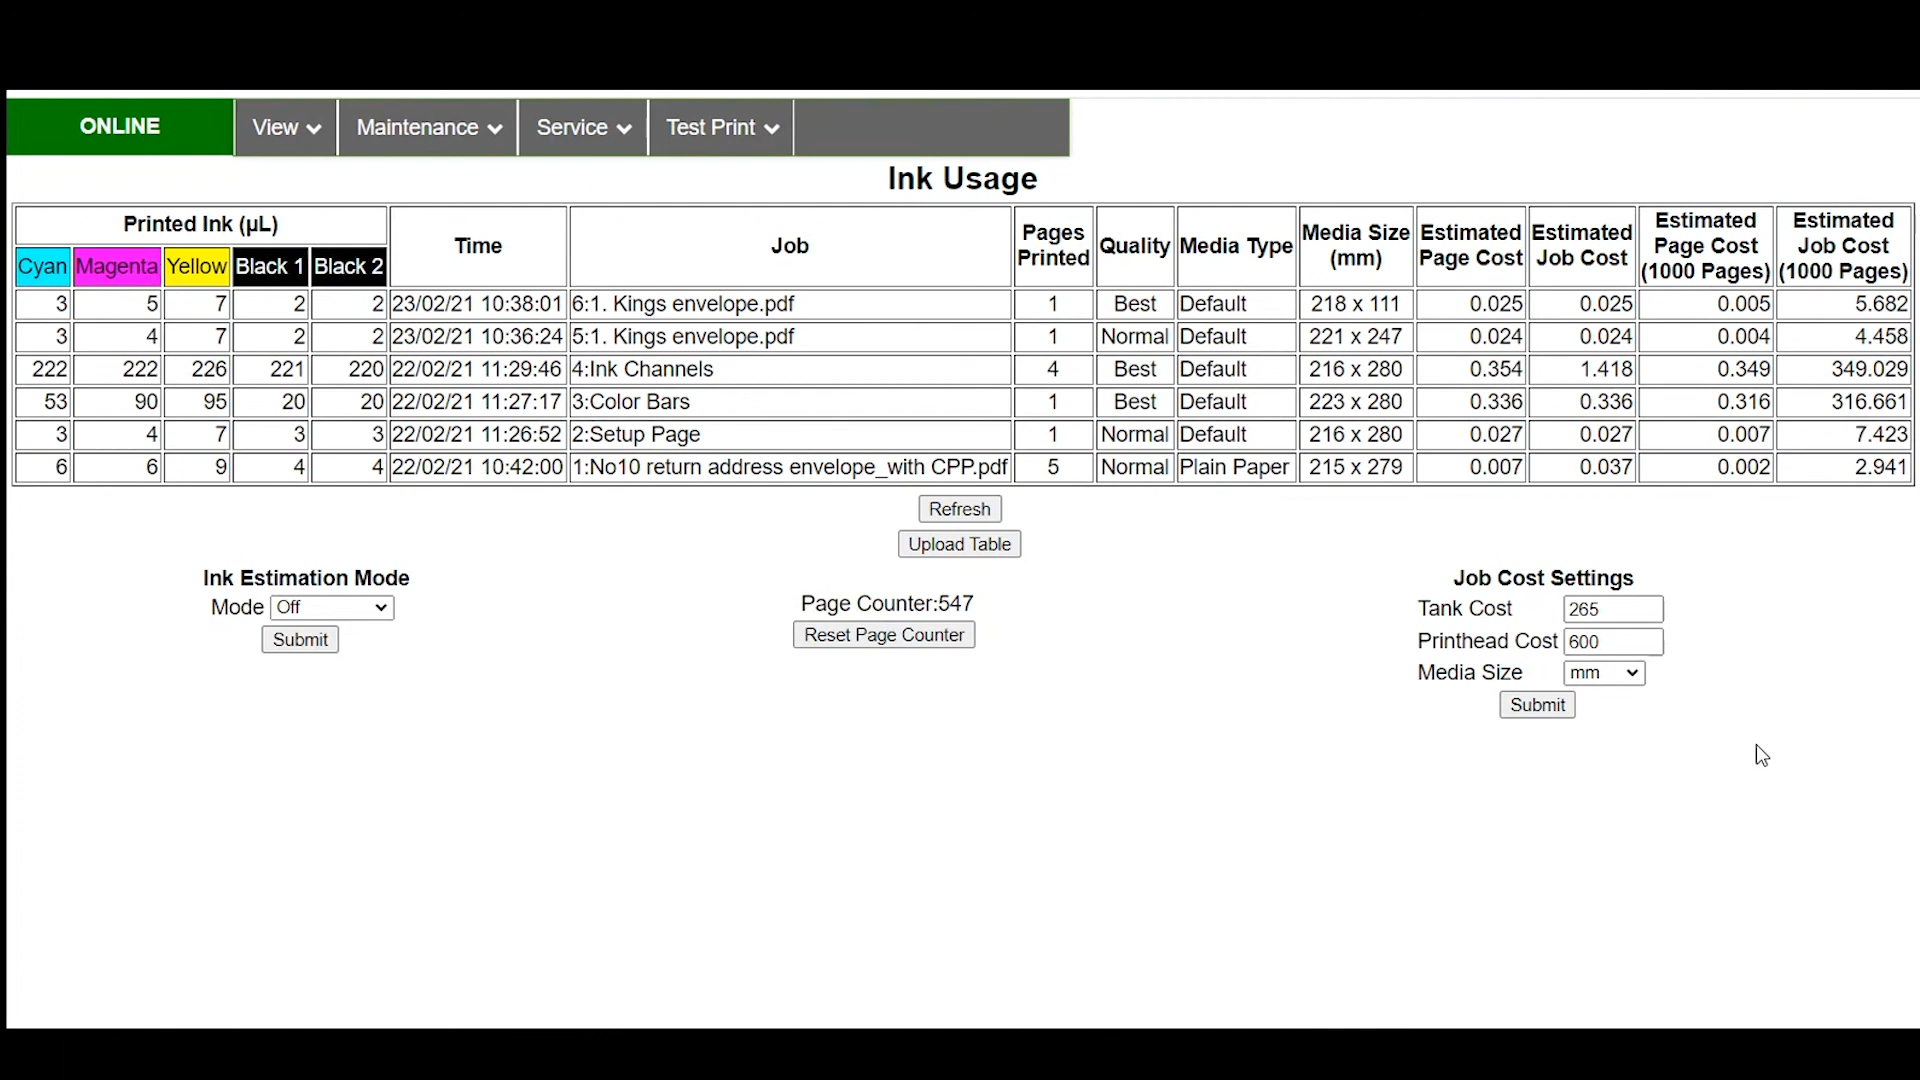 ONLINE View Maintenance Service Test Print
Ink Usage
Printed Ink (µL) Time Job Pages Printed Quality Media Type Media Size (mm) Estimated Page Cost Estimated Job Cost Estimated Page Cost (1000 Pages) Estimated Job Cost (1000 Pages)
Cyan Magenta Yellow Black 1 Black 2
3 5 7 2 2 23/02/21 10:38:01 6:1. Kings envelope.pdf 1 Best Default 218 x 111 0.025 0.025 0.005 5.682
3 4 7 2 2 23/02/21 10:36:24 5:1. Kings envelope.pdf 1 Normal Default 221 x 247 0.024 0.024 0.004 4.458
222 222 226 221 220 22/02/21 11:29:46 4:Ink Channels 4 Best Default 216 x 280 0.354 1.418 0.349 349.029
53 90 95 20 20 22/02/21 11:27:17 3:Color Bars 1 Best Default 223 x 280 0.336 0.336 0.316 316.661
3 4 7 3 3 22/02/21 11:26:52 2:Setup Page 1 Normal Default 216 x 280 0.027 0.027 0.007 7.423
6 6 9 4 4 22/02/21 10:42:00 1:No10 return address envelope_with CPP.pdf 5 Normal Plain Paper 215 x 279 0.007 0.037 0.002 2.941
Refresh
Upload Table
Ink Estimation Mode
Mode Off
Submit
Page Counter:547
Reset Page Counter
Job Cost Settings
Tank Cost 265
Printhead Cost 600
Media Size mm
Submit